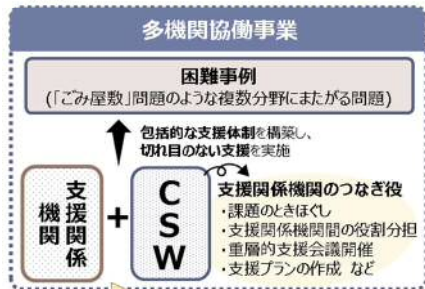 多機関協働事業
困難事例
(「ごみ屋敷」問題のような複数分野にまたがる問題)
包括的な支援体制を構築し、
切れ目のない支援を実施
支援関係
機関
+
CSW
支援関係機関のつなぎ役
・課題のときほぐし
・支援関係機関間の役割分担
・重層的支援会議開催
・支援プランの作成 など